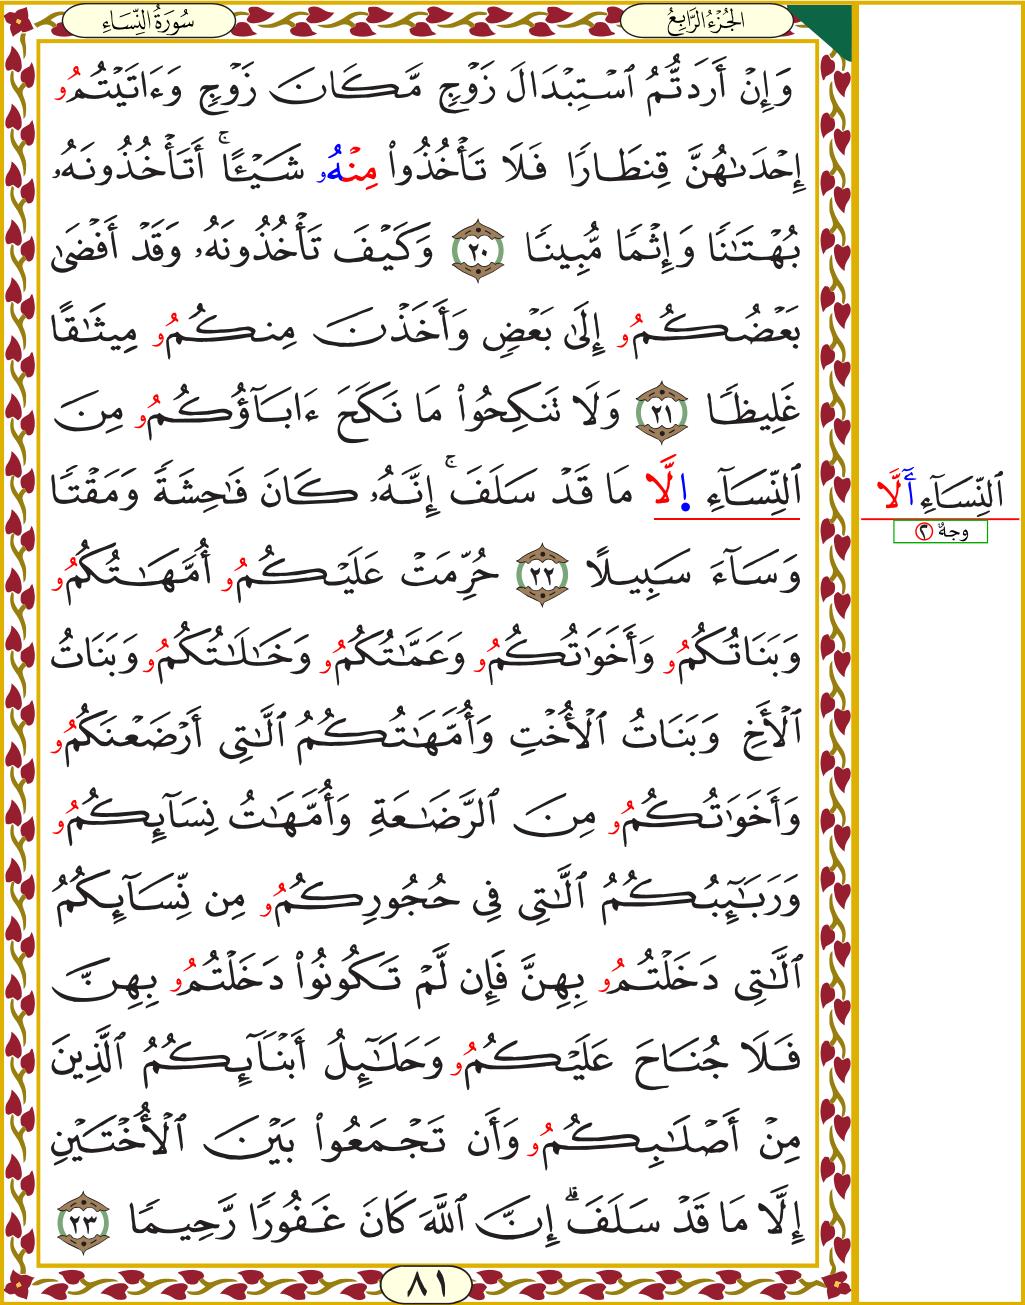 الجُزْءُ الرَّابِعُ
سُورَةُ النِّسَاءِ
وَإِنْ أَرَدتُّمُ ٱسْتِبْدَالَ زَوْجٍ مَّكَانَ زَوْجٍ وَءَاتَيْتُمُو
إِحْدَىٰهُنَّ قِنطَارًا فَلَا تَأْخُذُوا۟ مِنْهُۥ شَيْـًٔا ۚ أَتَأْخُذُونَهُۥ
بُهْتَـٰنًا وَإِثْمًا مُّبِينًا ٢٠ وَكَيْفَ تَأْخُذُونَهُۥ وَقَدْ أَفْضَىٰ
بَعْضُكُمُو إِلَىٰ بَعْضٍ وَأَخَذْنَ مِنكُمُو مِيثَـٰقًا
غَلِيظًا ٢١ وَلَا تَنكِحُوا۟ مَا نَكَحَ ءَابَآؤُكُمُو مِنَ
ٱلنِّسَآءِ اِلَّا مَا قَدْ سَلَفَ ۚ إِنَّهُۥ كَانَ فَـٰحِشَةً وَمَقْتًا
وَسَآءَ سَبِيلًا ٢٢ حُرِّمَتْ عَلَيْكُمُو أُمَّهَـٰتُكُمُو
وَبَنَاتُكُمُو وَأَخَوَٰتُكُمُو وَعَمَّـٰتُكُمُو وَخَـٰلَـٰتُكُمُو وَبَنَاتُ
ٱلْأَخِ وَبَنَاتُ ٱلْأُخْتِ وَأُمَّهَـٰتُكُمُ ٱلَّـٰتِى أَرْضَعْنَكُمُو
وَأَخَوَٰتُكُمُو مِنَ ٱلرَّضَـٰعَةِ وَأُمَّهَـٰتُ نِسَآئِكُمُو
وَرَبَـٰٓئِبُكُمُ ٱلَّـٰتِى فِى حُجُورِكُمُو مِن نِّسَآئِكُمُ
ٱلَّـٰتِى دَخَلْتُمُو بِهِنَّ فَإِن لَّمْ تَكُونُوا۟ دَخَلْتُمُو بِهِنَّ
فَلَا جُنَاحَ عَلَيْكُمُو وَحَلَـٰٓئِلُ أَبْنَآئِكُمُ ٱلَّذِينَ
مِنْ أَصْلَـٰبِكُمُو وَأَن تَجْمَعُوا۟ بَيْنَ ٱلْأُخْتَيْنِ
إِلَّا مَا قَدْ سَلَفَ ۗ إِنَّ ٱللَّهَ كَانَ غَفُورًا رَّحِيمًا ٢٣
ٱلنِّسَآءِ أَلَّا
وجهٌ ٢
٨١